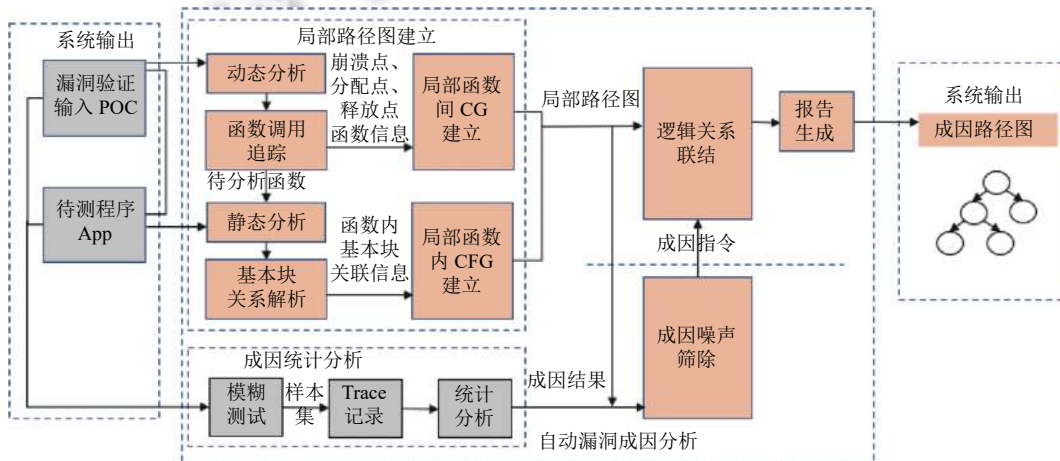 系统输出
漏洞验证
输入 POC
待测程序
App
局部路径图建立
动态分析
函数调用
追踪
崩溃点、
分配点、
释放点
函数信息
局部函数
间 CG
建立
待分析函数
静态分析
基本块
关系解析
函数内
基本块
关联信息
局部函数
内 CFG
建立
成因统计分析
模糊
测试
样本
集
Trace
记录
统计
分析
局部路径图
成因结果
逻辑关系
联结
成因指令
成因噪声
筛除
报告
生成
自动漏洞成因分析
系统输出
成因路径图